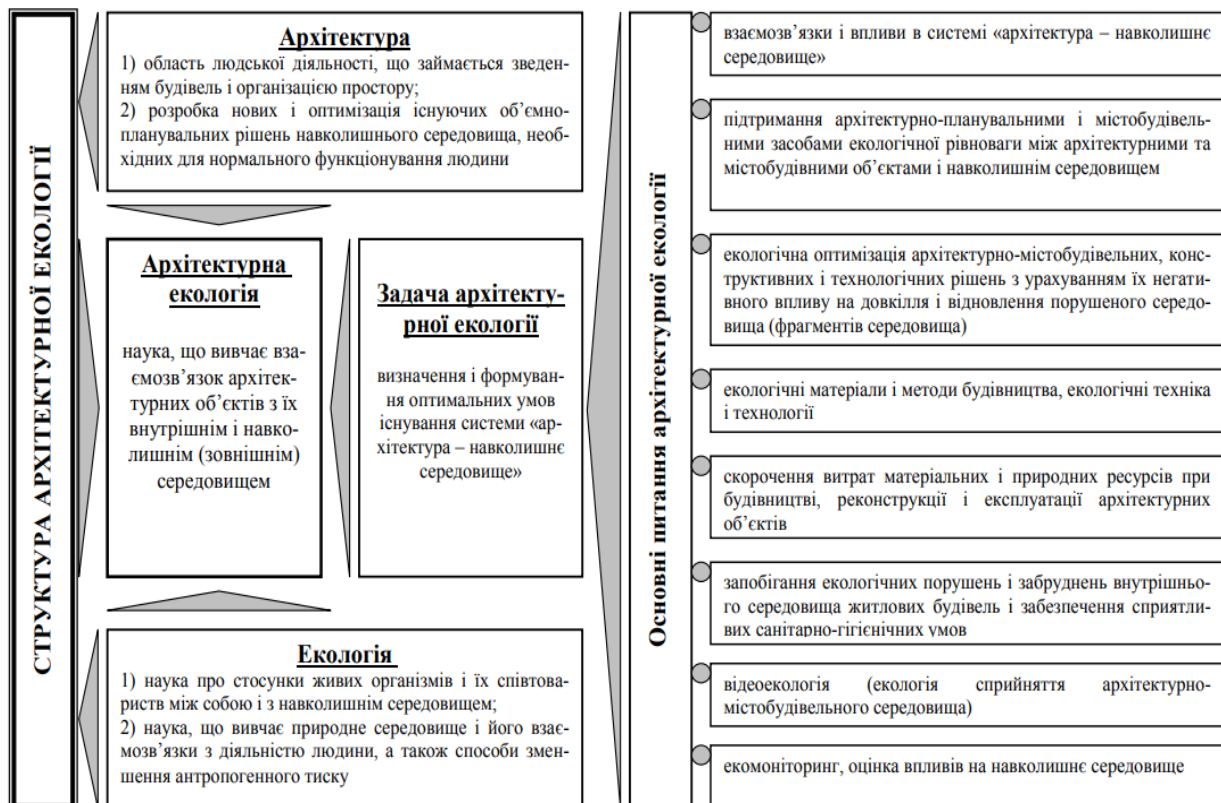 СТРУКТУРА АРХІТЕКТУРНОЇ ЕКОЛОГІЇ
Архітектура
1) область людської діяльності, що займається зведен-
ням будівель і організацією простору;
2) розробка нових і оптимізація існуючих об’ємно-
планувальних рішень навколишнього середовища, необ-
хідних для нормального функціонування людини
Архітектурна
екологія
наука, що вивчає вза-
ємозв’язок архітек-
турних об’єктів з їх
внутрішнім і навко-
лишнім (зовнішнім)
середовищем
Задача архітекту-
рної екології
визначення і формуван-
ня оптимальних умов
існування системи «ар-
хітектура – навколишнє
середовище»
Екологія
1) наука про стосунки живих організмів і їх співтова-
риств між собою і з навколишнім середовищем;
2) наука, що вивчає природне середовище і його взає-
мозв’язки з діяльністю людини, а також способи змен-
шення антропогенного тиску
Основні питання архітектурної екології
взаємозв’язки і впливи в системі «архітектура – навколишнє
середовище»
підтримання архітектурно-планувальними і містобудівель-
ними засобами екологічної рівноваги між архітектурними та
містобудівними об’єктами і навколишнім середовищем
екологічна оптимізація архітектурно-містобудівельних, конс-
труктивних і технологічних рішень з урахуванням їх негати-
вного впливу на довкілля і відновлення порушеного середо-
вища (фрагментів середовища)
екологічні матеріали і методи будівництва, екологічні техніка
і технології
скорочення витрат матеріальних і природних ресурсів при
будівництві, реконструкції і експлуатації архітектурних
об’єктів
запобігання екологічних порушень і забруднень внутрішньо-
го середовища житлових будівель і забезпечення сприятли-
вих санітарно-гігієнічних умов
відеоекологія (екологія сприйняття архітектурно-
містобудівельного середовища)
екомоніторинг, оцінка впливів на навколишнє середовище